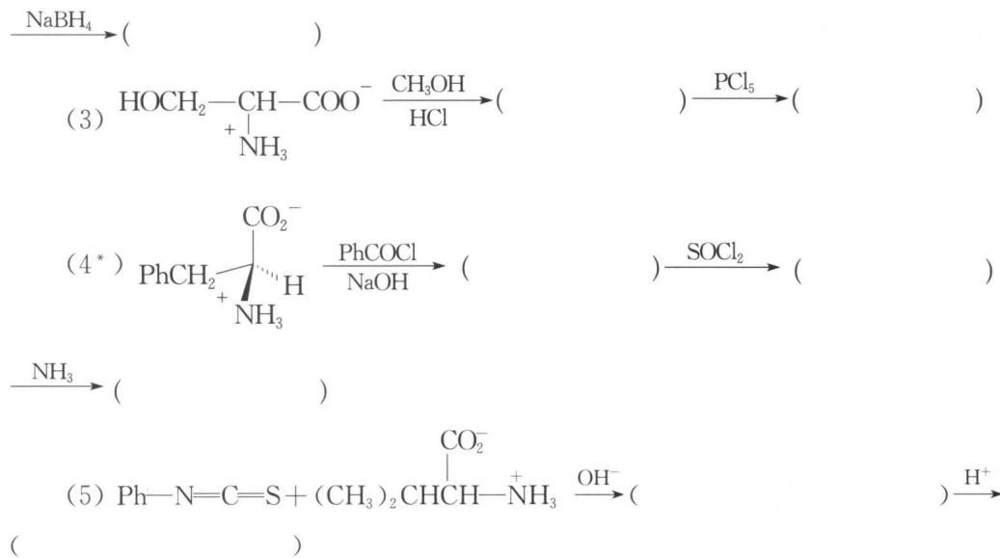 NaBH₄ →(                )
(3) HOCH₂—CH—COO⁻ CH₃OH / HCl →(                ) PCl₅ →(                )
⁺NH₃
CO₂⁻
(4*) PhCH₂ H PhCOCl / NaOH → (                ) SOCl₂ → (                )
⁺NH₃
NH₃ → (                )
CO₂⁻
(5) Ph—N=C=S+(CH₃)₂CHCH—N⁺H₃ OH⁻ →(                ) H⁺ →
(                )